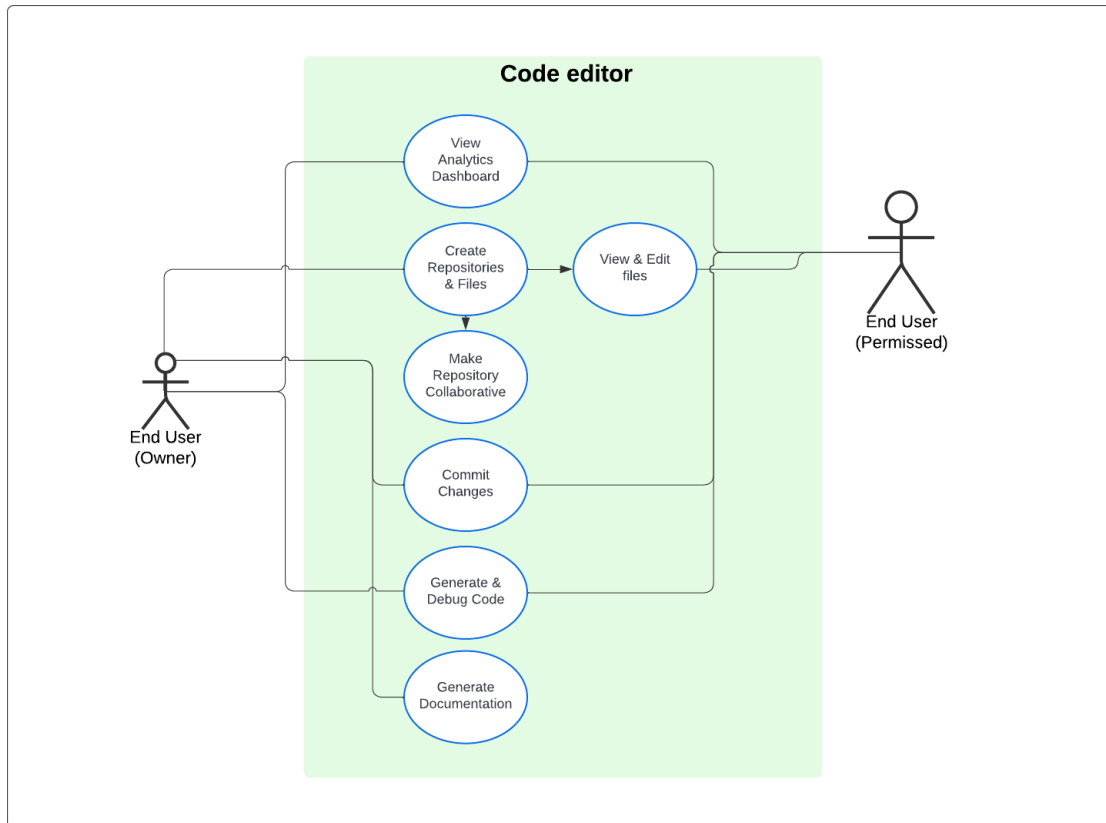 Code editor
View
Analytics
Dashboard
Create
Repositories
& Files
View & Edit
files
End User
(Permissed)
Make
Repository
Collaborative
End User
(Owner)
Commit
Changes
Generate &
Debug Code
Generate
Documentation